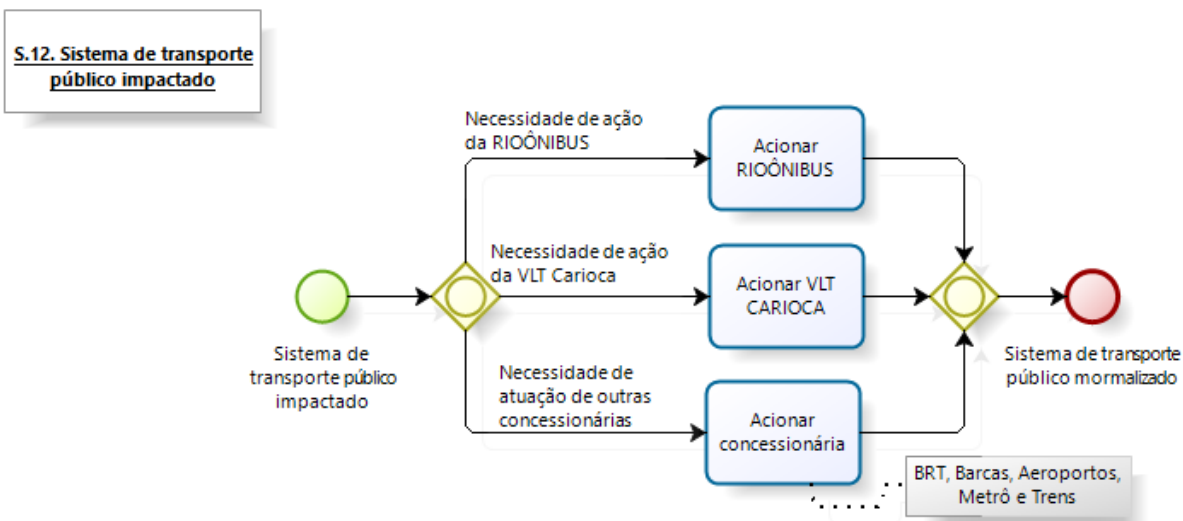 S.12. Sistema de transporte
público impactado
Necessidade de ação
da RIOÔNIBUS
Acionar
RIOÔNIBUS
Necessidade de ação
da VLT Carioca
Acionar VLT
CARIOCA
Sistema de
transporte público
impactado
Sistema de transporte
público mormalizado
Necessidade de
atuação de outras
concessionárias
Acionar
concessionária
BRT, Barcas, Aeroportos,
Metrô e Trens